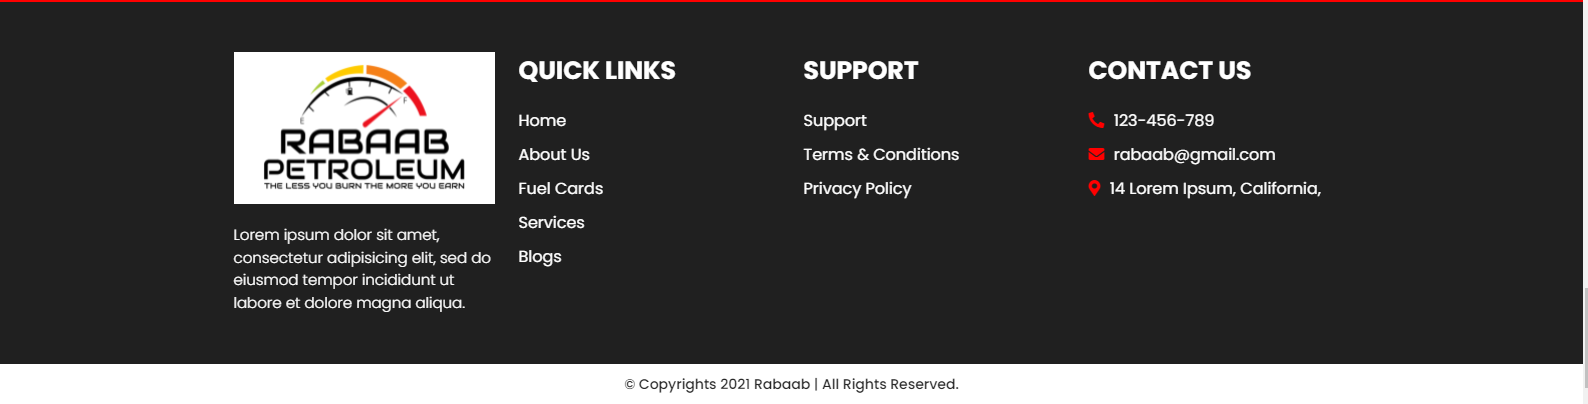 E
F
RABAAB
PETROLEUM
THE LESS YOU BURN THE MORE YOU EARN
Lorem ipsum dolor sit amet,
consectetur adipisicing elit, sed do
eiusmod tempor incididunt ut
labore et dolore magna aliqua.
QUICK LINKS
Home
About Us
Fuel Cards
Services
Blogs
SUPPORT
Support
Terms & Conditions
Privacy Policy
CONTACT US
123-456-789
rabaab@gmail.com
14 Lorem Ipsum, California,
© Copyrights 2021 Rabaab | All Rights Reserved.